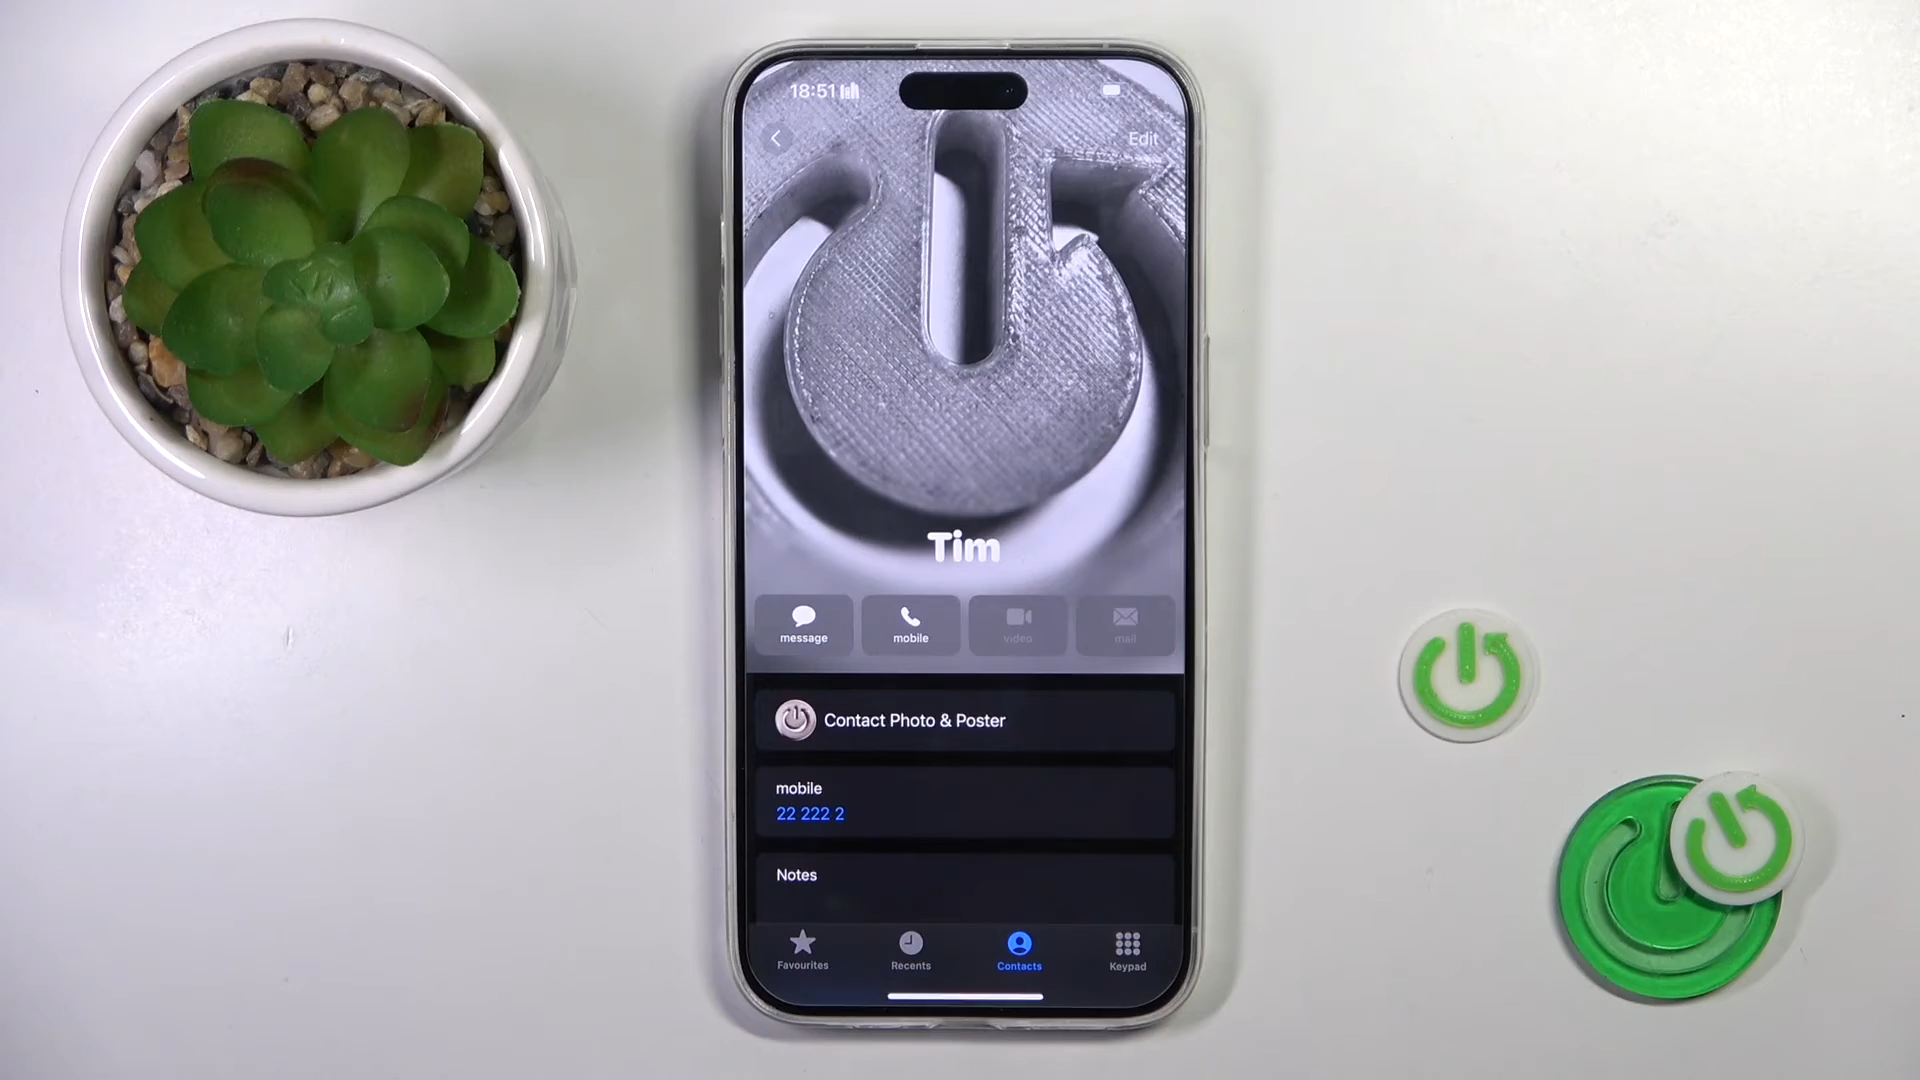 18:51
Edit
Tim
message
mobile
video
mail
Contact Photo & Poster
mobile
22 222 2
Notes
Favourites
Recents
Contacts
Keypad